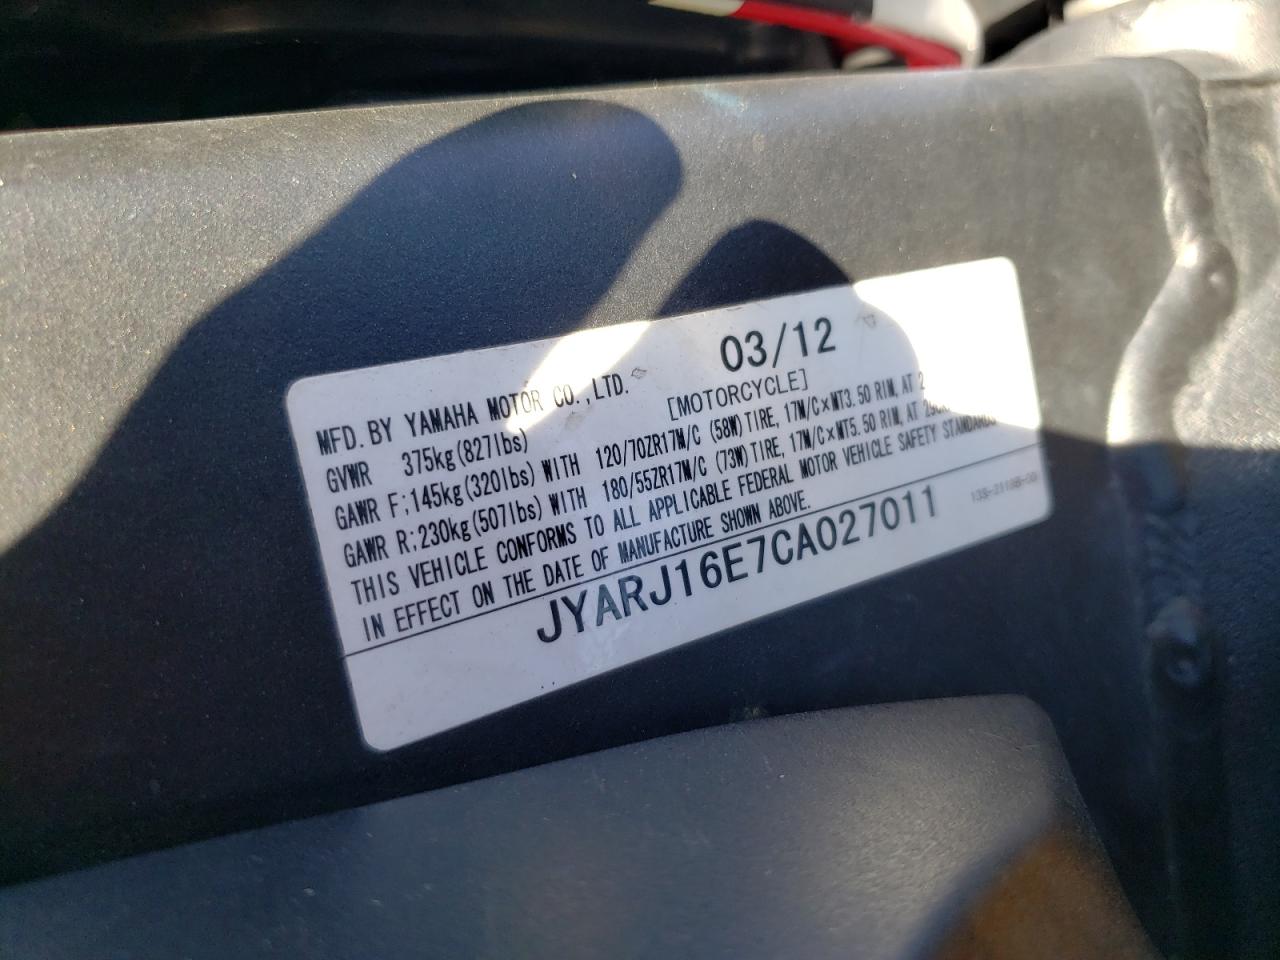 03/12
MFD. BY YAMAHA MOTOR CO.,LTD.
[MOTORCYCLE]
GVWR 375kg(827lbs)
GAWR F;145kg(320lbs) WITH 120/70ZR17M/C (58W)TIRE, 17M/C×MT3.50 RIM, AT
GAWR R;230kg(507lbs) WITH 180/55ZR17M/C (73W)TIRE, 17M/C×MT5.50 RIM, AT
THIS VEHICLE CONFORMS TO ALL APPLICABLE FEDERAL MOTOR VEHICLE SAFETY STANDARDS
IN EFFECT ON THE DATE OF MANUFACTURE SHOWN ABOVE.
JYARJ16E7CA027011